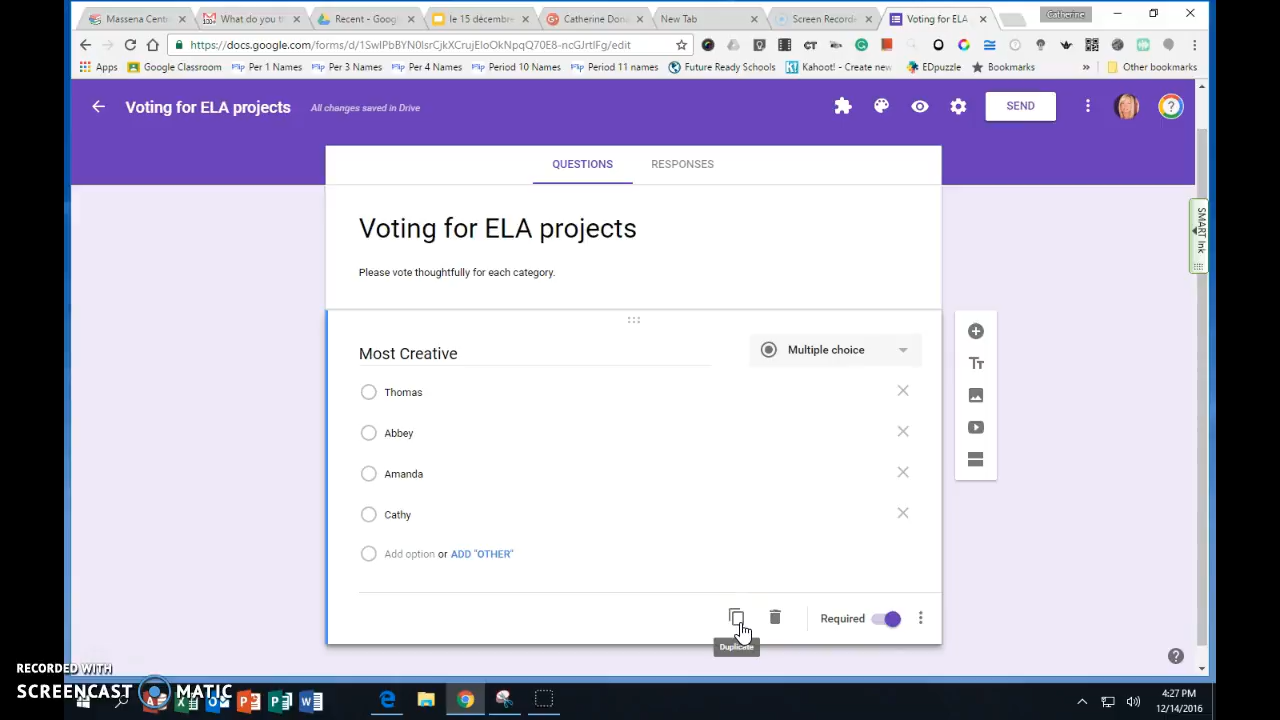 Massena Cent
What do you t
Recent - Googl
le 15 décembre
Catherine Don
New Tab
Screen Record
Voting for ELA
Catherine
https://docs.google.com/forms/d/1SwIPbBYN0IsrCjkXCrujEIoOkNpqQ70E8-ncGJrtlFg/edit
Apps
Google Classroom
Per 1 Names
Per 3 Names
Per 4 Names
Period 10 Names
Period 11 names
Future Ready Schools
Kahoot! - Create new
EDpuzzle
Bookmarks
»
Other bookmarks
Voting for ELA projects
All changes saved in Drive
SEND
QUESTIONS
RESPONSES
SMART Ink
Voting for ELA projects
Please vote thoughtfully for each category.
Most Creative
Multiple choice
Thomas
Abbey
Amanda
Cathy
Add option or ADD "OTHER"
Required
Duplicate
RECORDED WITH
SCREENCAST MATIC
4:27 PM
12/14/2016